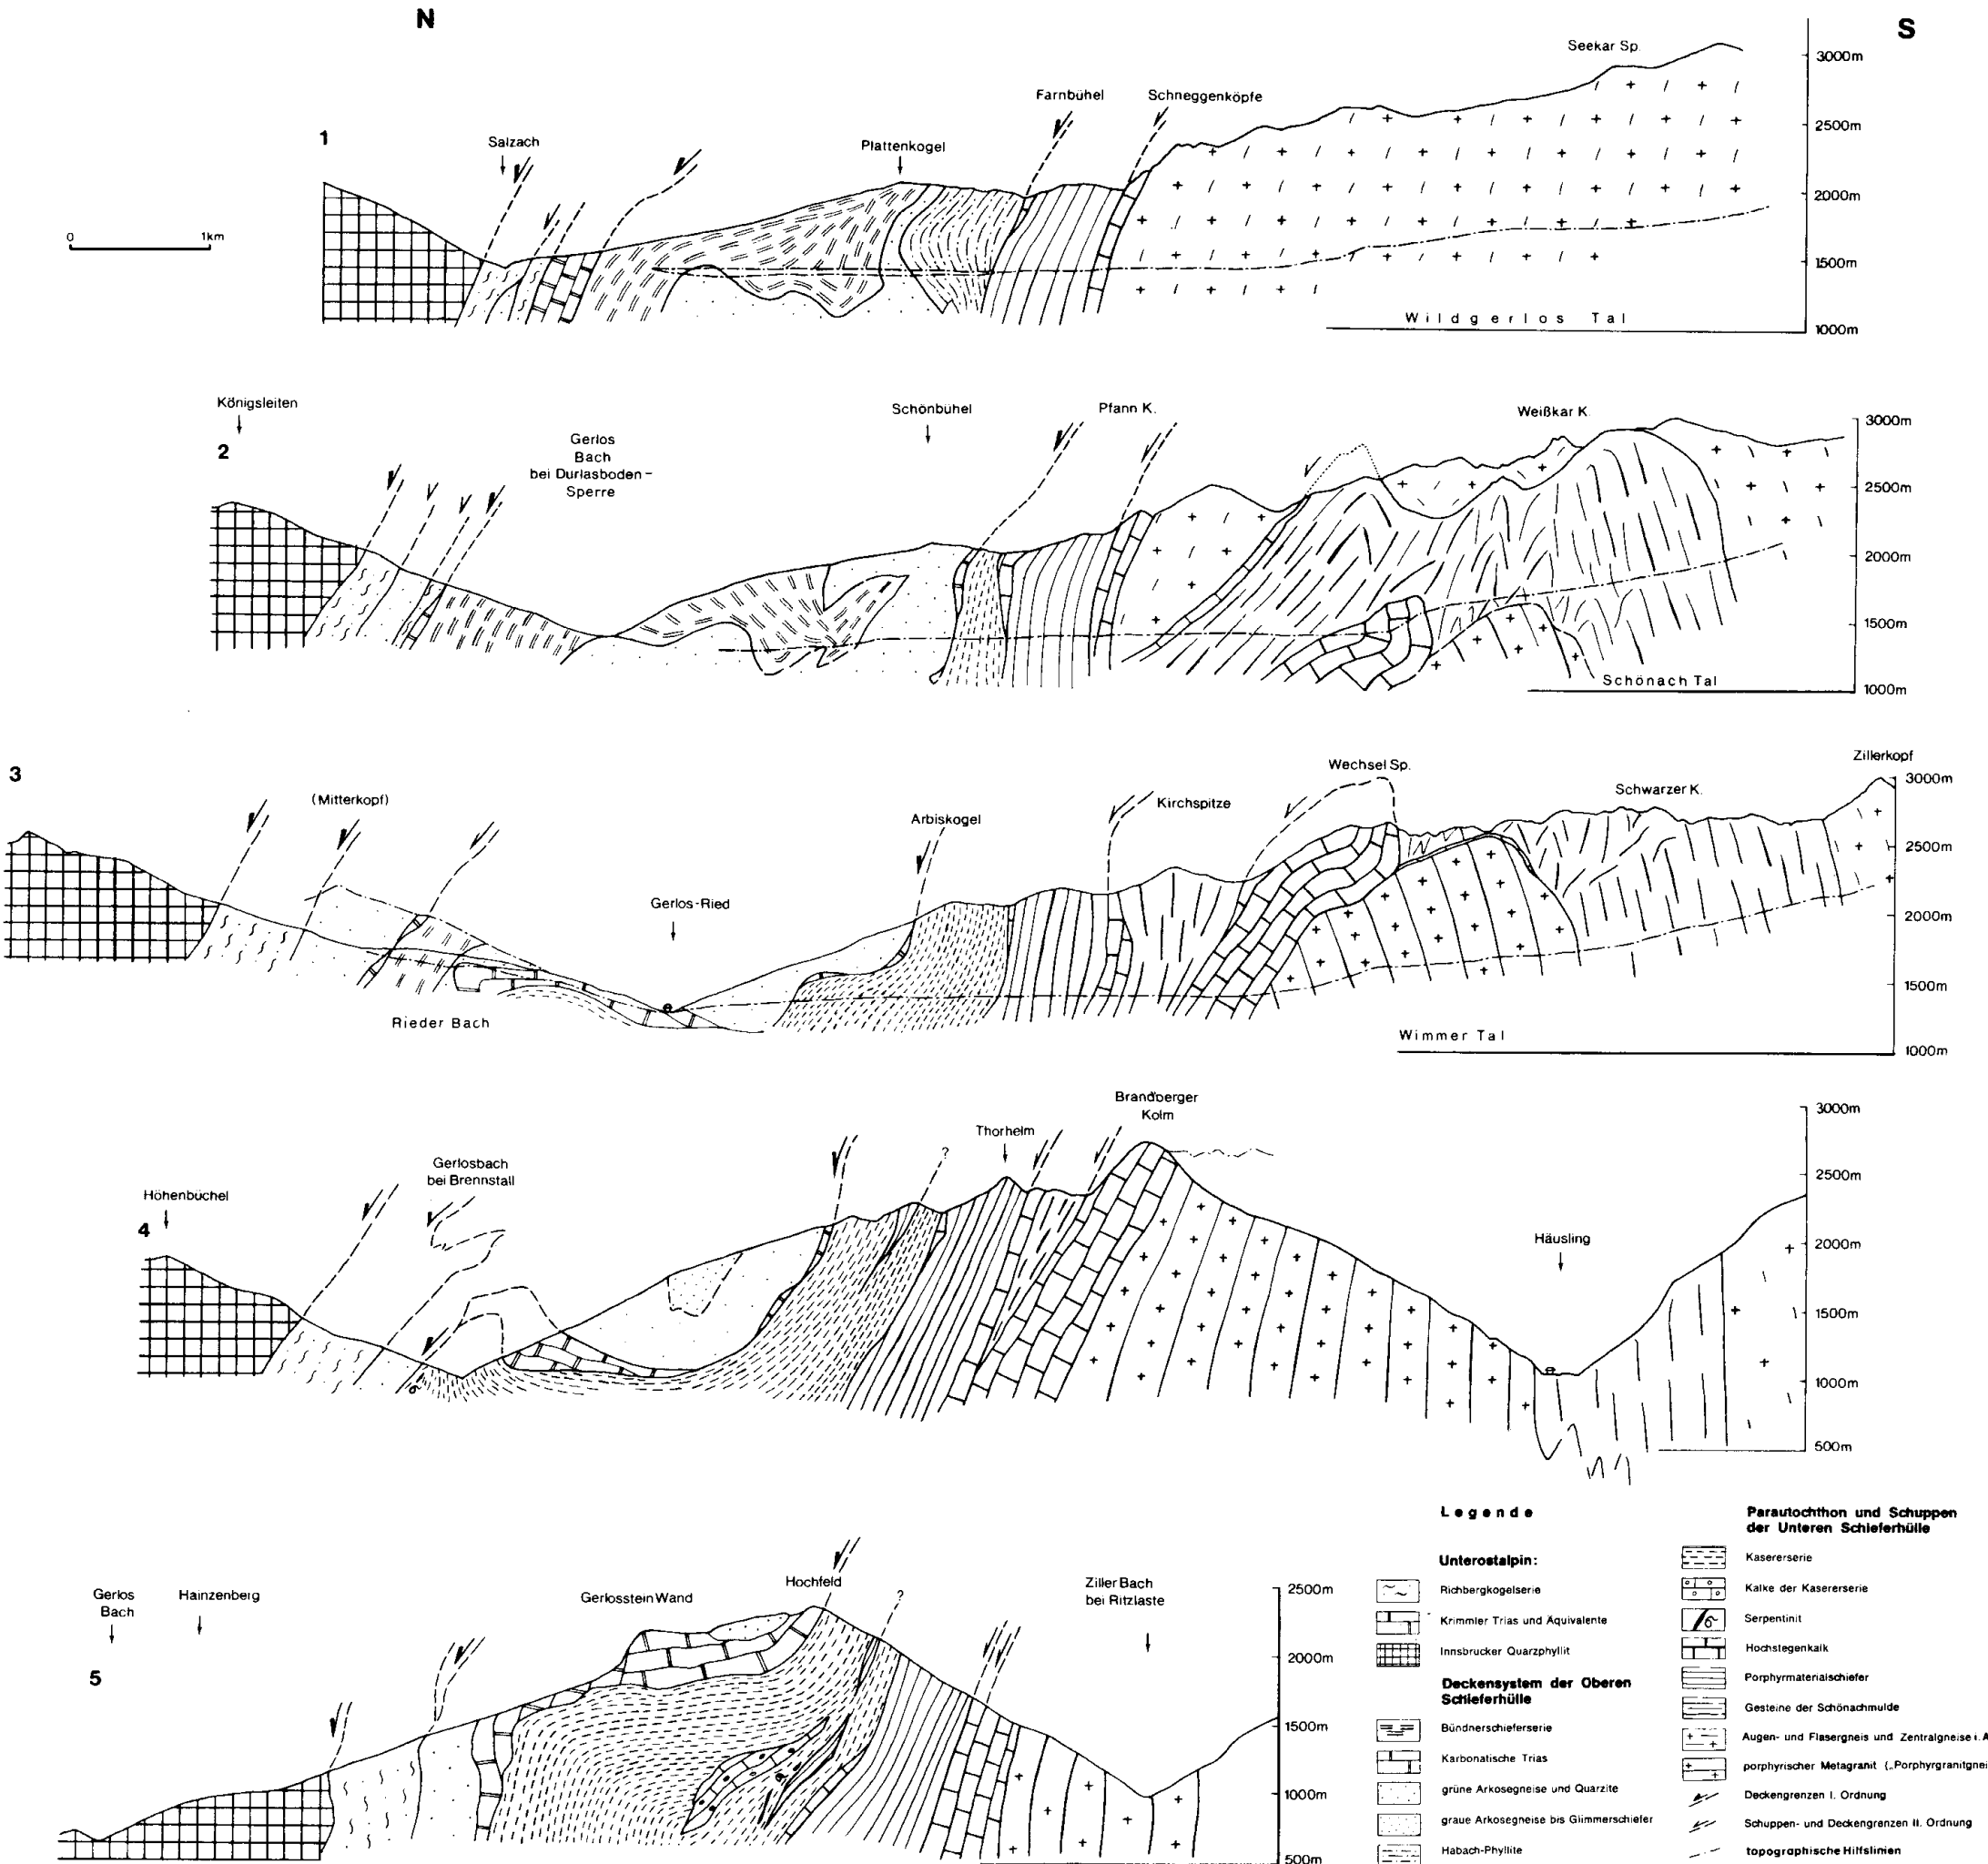 N
S
Seekar Sp.
3000m
Farnbühel
Schneggenköpfe
2500m
1
Salzach
Plattenkogel
2000m
0
1km
1500m
Wildgerlos Tal
1000m
Königsleiten
Schönbühel
Pfann K.
Weißkar K.
3000m
2
Gerlos
Bach
bei Durlasboden-
Sperre
2500m
2000m
1500m
Schönach Tal
1000m
3
Zillerkopf
Wechsel Sp.
3000m
(Mitterkopf)
Kirchspitze
Schwarzer K.
Arbiskogel
2500m
Gerlos-Ried
2000m
1500m
Rieder Bach
Wimmer Tal
1000m
Brandberger
Kolm
3000m
Thorhelm
?
Gerlosbach
bei Brennstall
2500m
Höhenbüchel
4
Häusling
2000m
1500m
1000m
500m
Gerlos
Bach
Hainzenberg
Gerlosstein Wand
Hochfeld
?
Ziller Bach
bei Ritzlaste
2500m
5
2000m
1500m
1000m
500m
Legende
Unterostalpin:
Richbergkogelserie
Krimmler Trias und Äquivalente
Innsbrucker Quarzphyllit
Deckensystem der Oberen
Schieferhülle
Bündnerschieferserie
Karbonatische Trias
grüne Arkosegneise und Quarzite
graue Arkosegneise bis Glimmerschiefer
Habach-Phyllite
Parautochthon und Schuppen
der Unteren Schieferhülle
Kasererserie
Kalke der Kasererserie
Serpentinit
Hochstegenkalk
Porphyrmaterialschiefer
Gesteine der Schönachmulde
Augen- und Flasergneis und Zentralgneise i. A
porphyrischer Metagranit („Porphyrgranitgnei
Deckengrenzen I. Ordnung
Schuppen- und Deckengrenzen II. Ordnung
topographische Hilfslinien